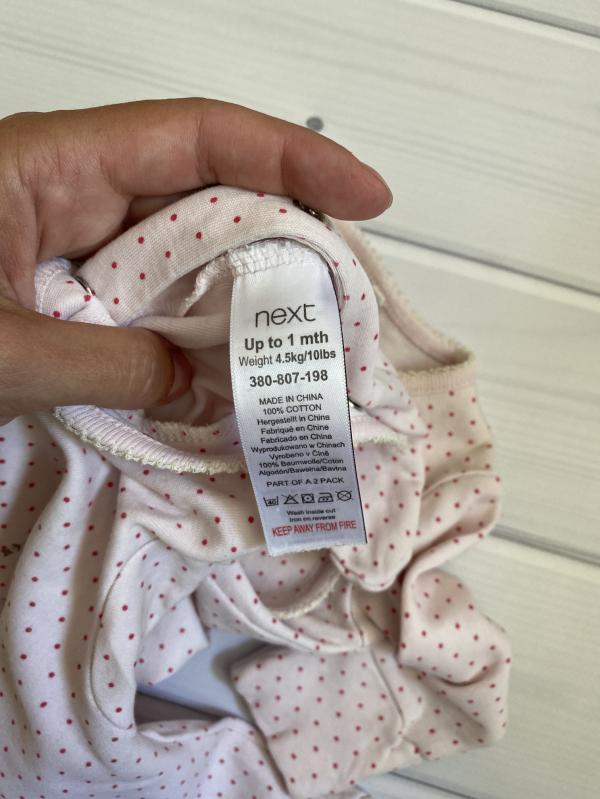 next
Up to 1 mth
Weight 4.5kg/10lbs
380-807-198
MADE IN CHINA
100% COTTON
Hergestellt in China
Fabriqué en Chine
Fabricado en China
Wyprodukowano w Chinach
Vyrobeno v Číně
100% Baumwolle/Coton
Algodón/Bawełna/Bavlna
PART OF A 2 PACK
40
Wash inside out
Iron on reverse
KEEP AWAY FROM FIRE